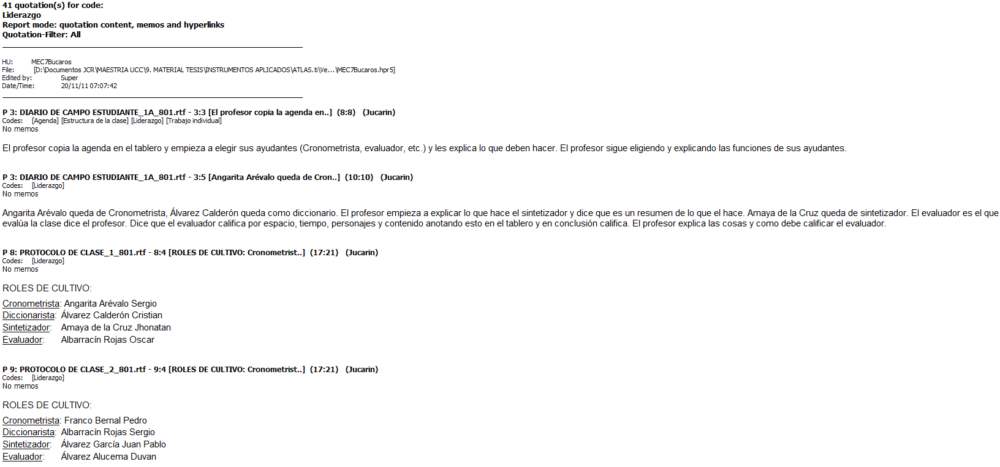 41 quotation(s) for code:
Liderazgo
Report mode: quotation content, memos and hyperlinks
Quotation-Filter: All
HU: MEC7Bucaros
File: [D:\Documentos JCR\MAESTRIA UCC\9. MATERIAL TESIS\INSTRUMENTOS APLICADOS\ATLAS.ti\Ve...\MEC7Bucaros.hpr5]
Edited by: Super
Date/Time: 20/11/11 07:07:42
P 3: DIARIO DE CAMPO ESTUDIANTE_1A_801.rtf - 3:3 [El profesor copia la agenda en..] (8:8) (Jucarin)
Codes: [Agenda] [Estructura de la clase] [Liderazgo] [Trabajo individual]
No memos
El profesor copia la agenda en el tablero y empieza a elegir sus ayudantes (Cronometrista, evaluador, etc.) y les explica lo que deben hacer. El profesor sigue eligiendo y explicando las funciones de sus ayudantes.
P 3: DIARIO DE CAMPO ESTUDIANTE_1A_801.rtf - 3:5 [Angarita Arévalo queda de Cron..] (10:10) (Jucarin)
Codes: [Liderazgo]
No memos
Angarita Arévalo queda de Cronometrista, Álvarez Calderón queda como diccionario. El profesor empieza a explicar lo que hace el sintetizador y dice que es un resumen de lo que el hace. Amaya de la Cruz queda de sintetizador. El evaluador es el que
evalúa la clase dice el profesor. Dice que el evaluador califica por espacio, tiempo, personajes y contenido anotando esto en el tablero y en conclusión califica. El profesor explica las cosas y como debe calificar el evaluador.
P 8: PROTOCOLO DE CLASE_1_801.rtf - 8:4 [ROLES DE CULTIVO: Cronometrist..] (17:21) (Jucarin)
Codes: [Liderazgo]
No memos
ROLES DE CULTIVO:
Cronometrista: Angarita Arévalo Sergio
Diccionarista: Álvarez Calderón Cristian
Sintetizador: Amaya de la Cruz Jhonatan
Evaluador: Albarracín Rojas Oscar
P 9: PROTOCOLO DE CLASE_2_801.rtf - 9:4 [ROLES DE CULTIVO: Cronometrist..] (17:21) (Jucarin)
Codes: [Liderazgo]
No memos
ROLES DE CULTIVO:
Cronometrista: Franco Bernal Pedro
Diccionarista: Albarracín Rojas Sergio
Sintetizador: Álvarez García Juan Pablo
Evaluador: Álvarez Alucema Duvan